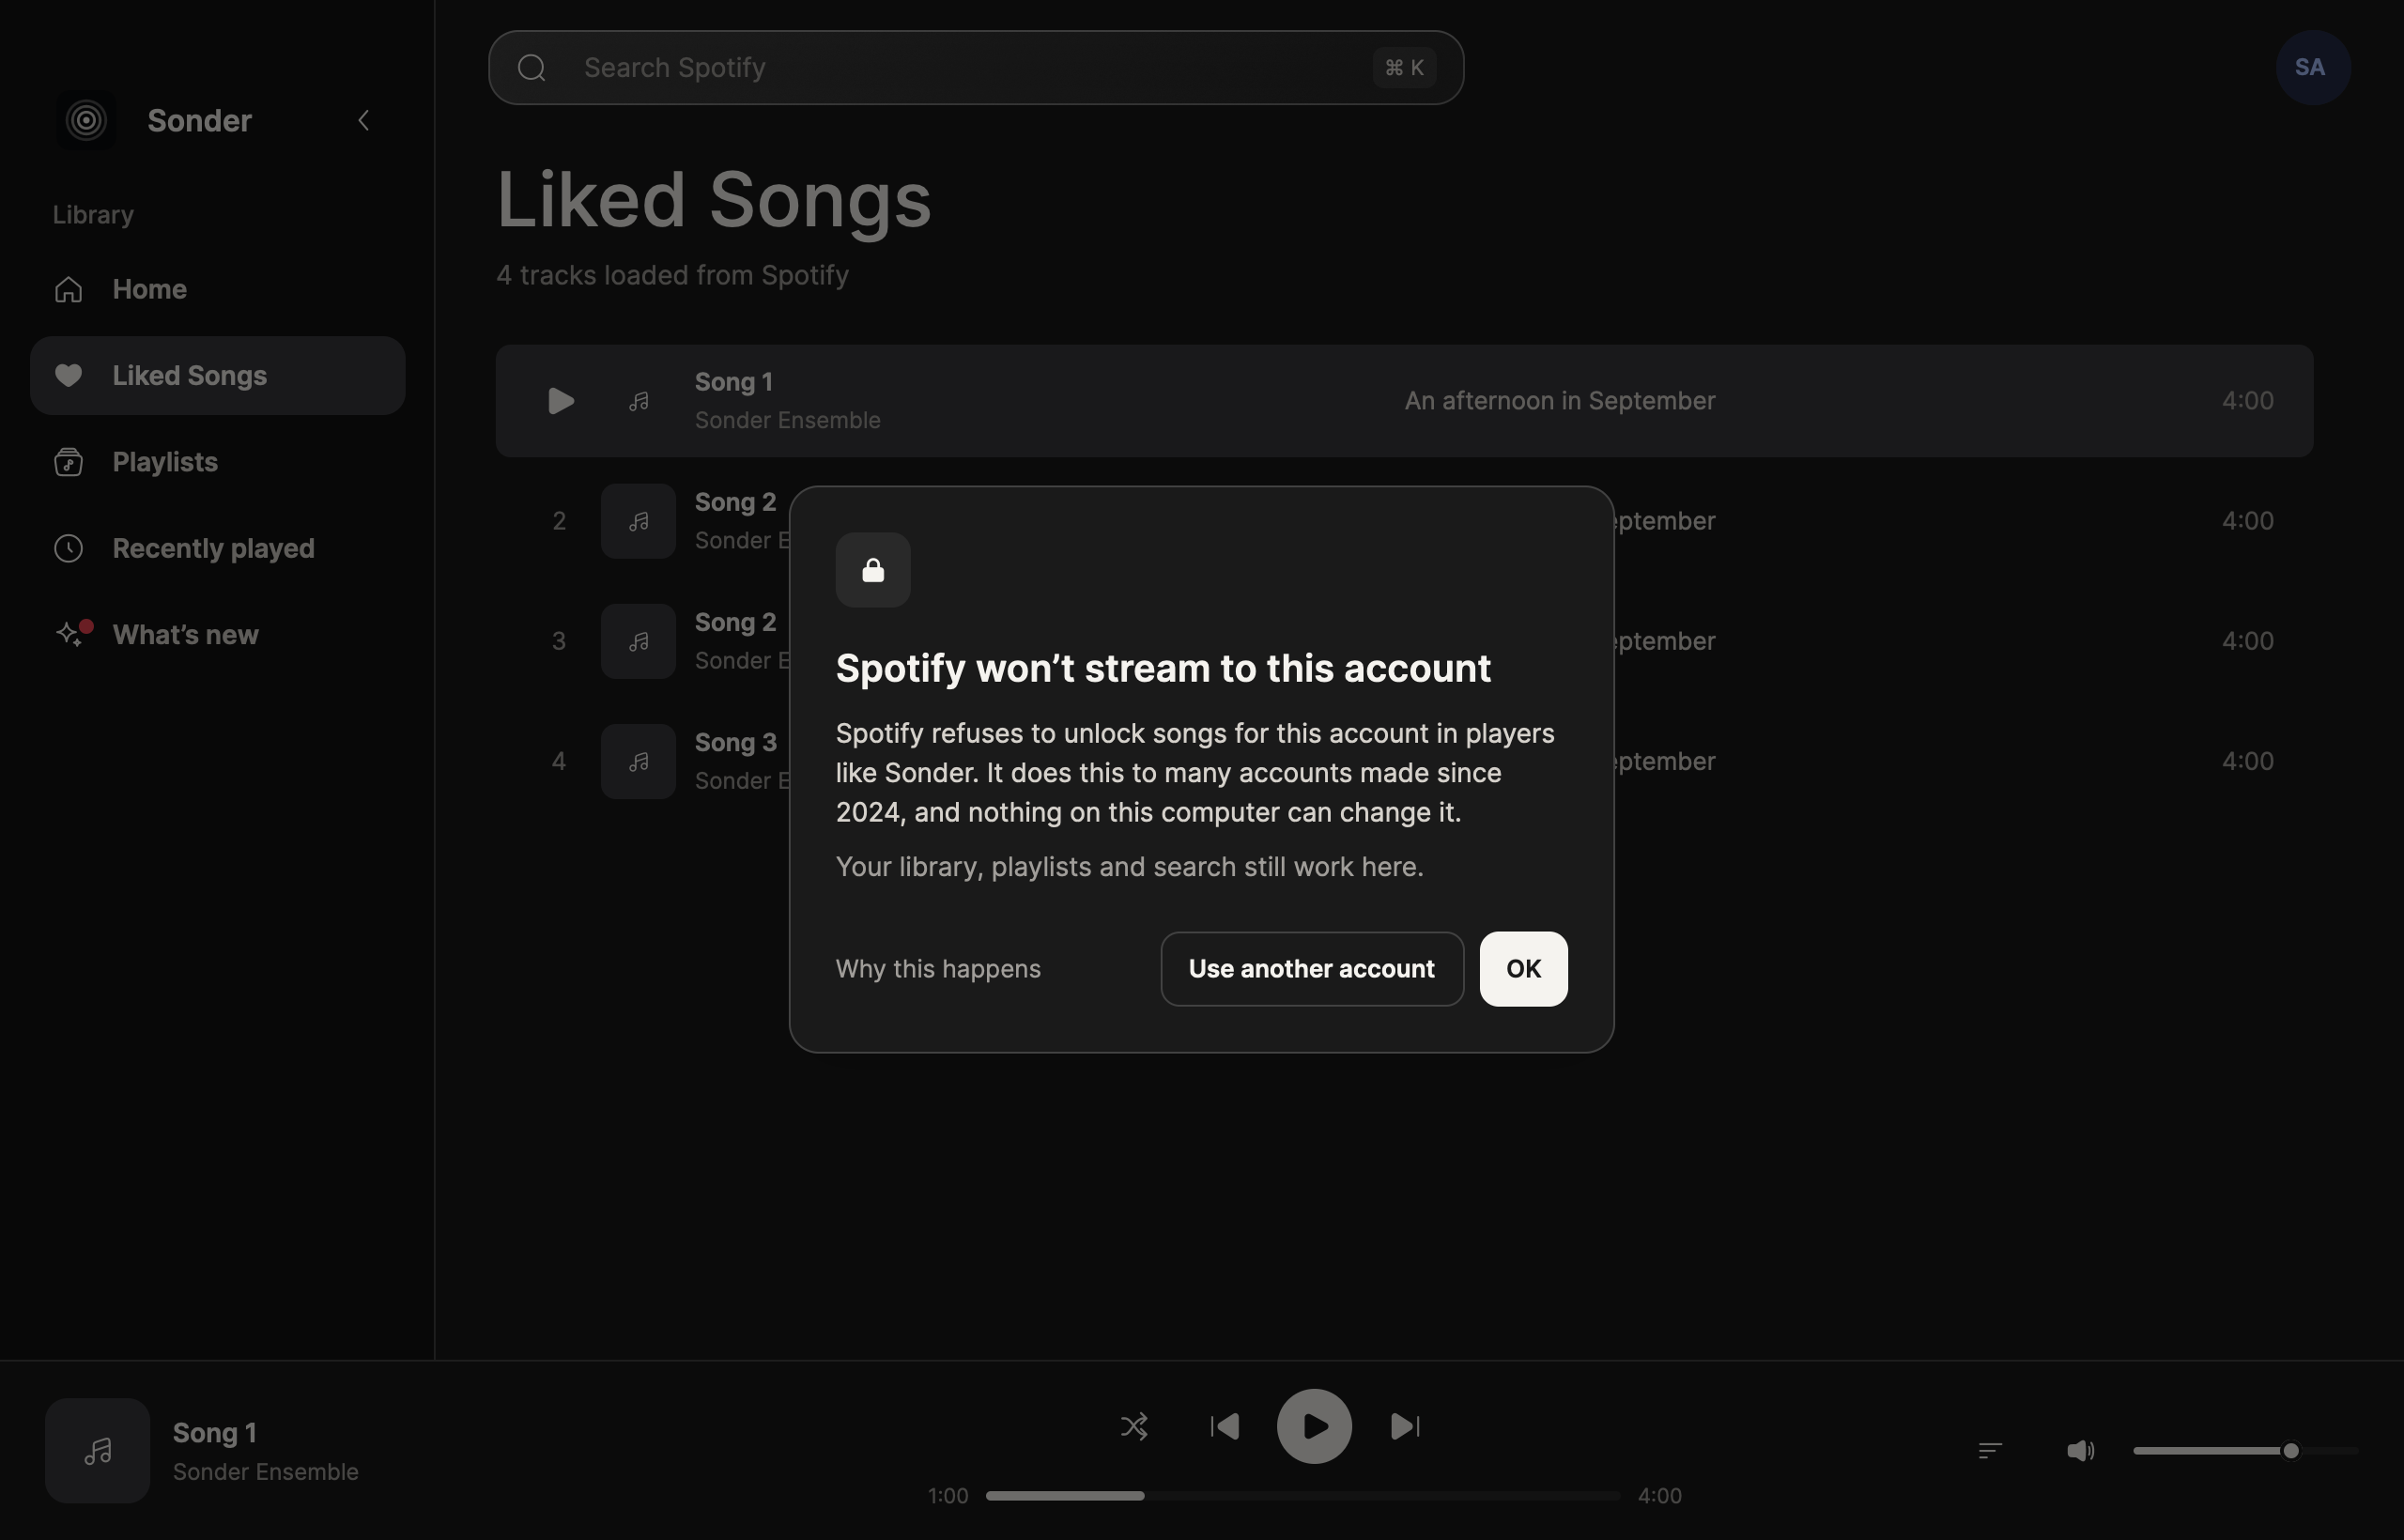 Search Spotify
⌘ K
SA
Sonder
Library
Home
Liked Songs
Playlists
Recently played
What’s new
Liked Songs
4 tracks loaded from Spotify
Song 1
Sonder Ensemble
An afternoon in September
4:00
2
Song 2
Sonder E
eptember
4:00
3
Song 2
Sonder E
eptember
4:00
4
Song 3
Sonder E
eptember
4:00
Spotify won’t stream to this account
Spotify refuses to unlock songs for this account in players
like Sonder. It does this to many accounts made since
2024, and nothing on this computer can change it.
Your library, playlists and search still work here.
Why this happens
Use another account
OK
Song 1
Sonder Ensemble
1:00
4:00